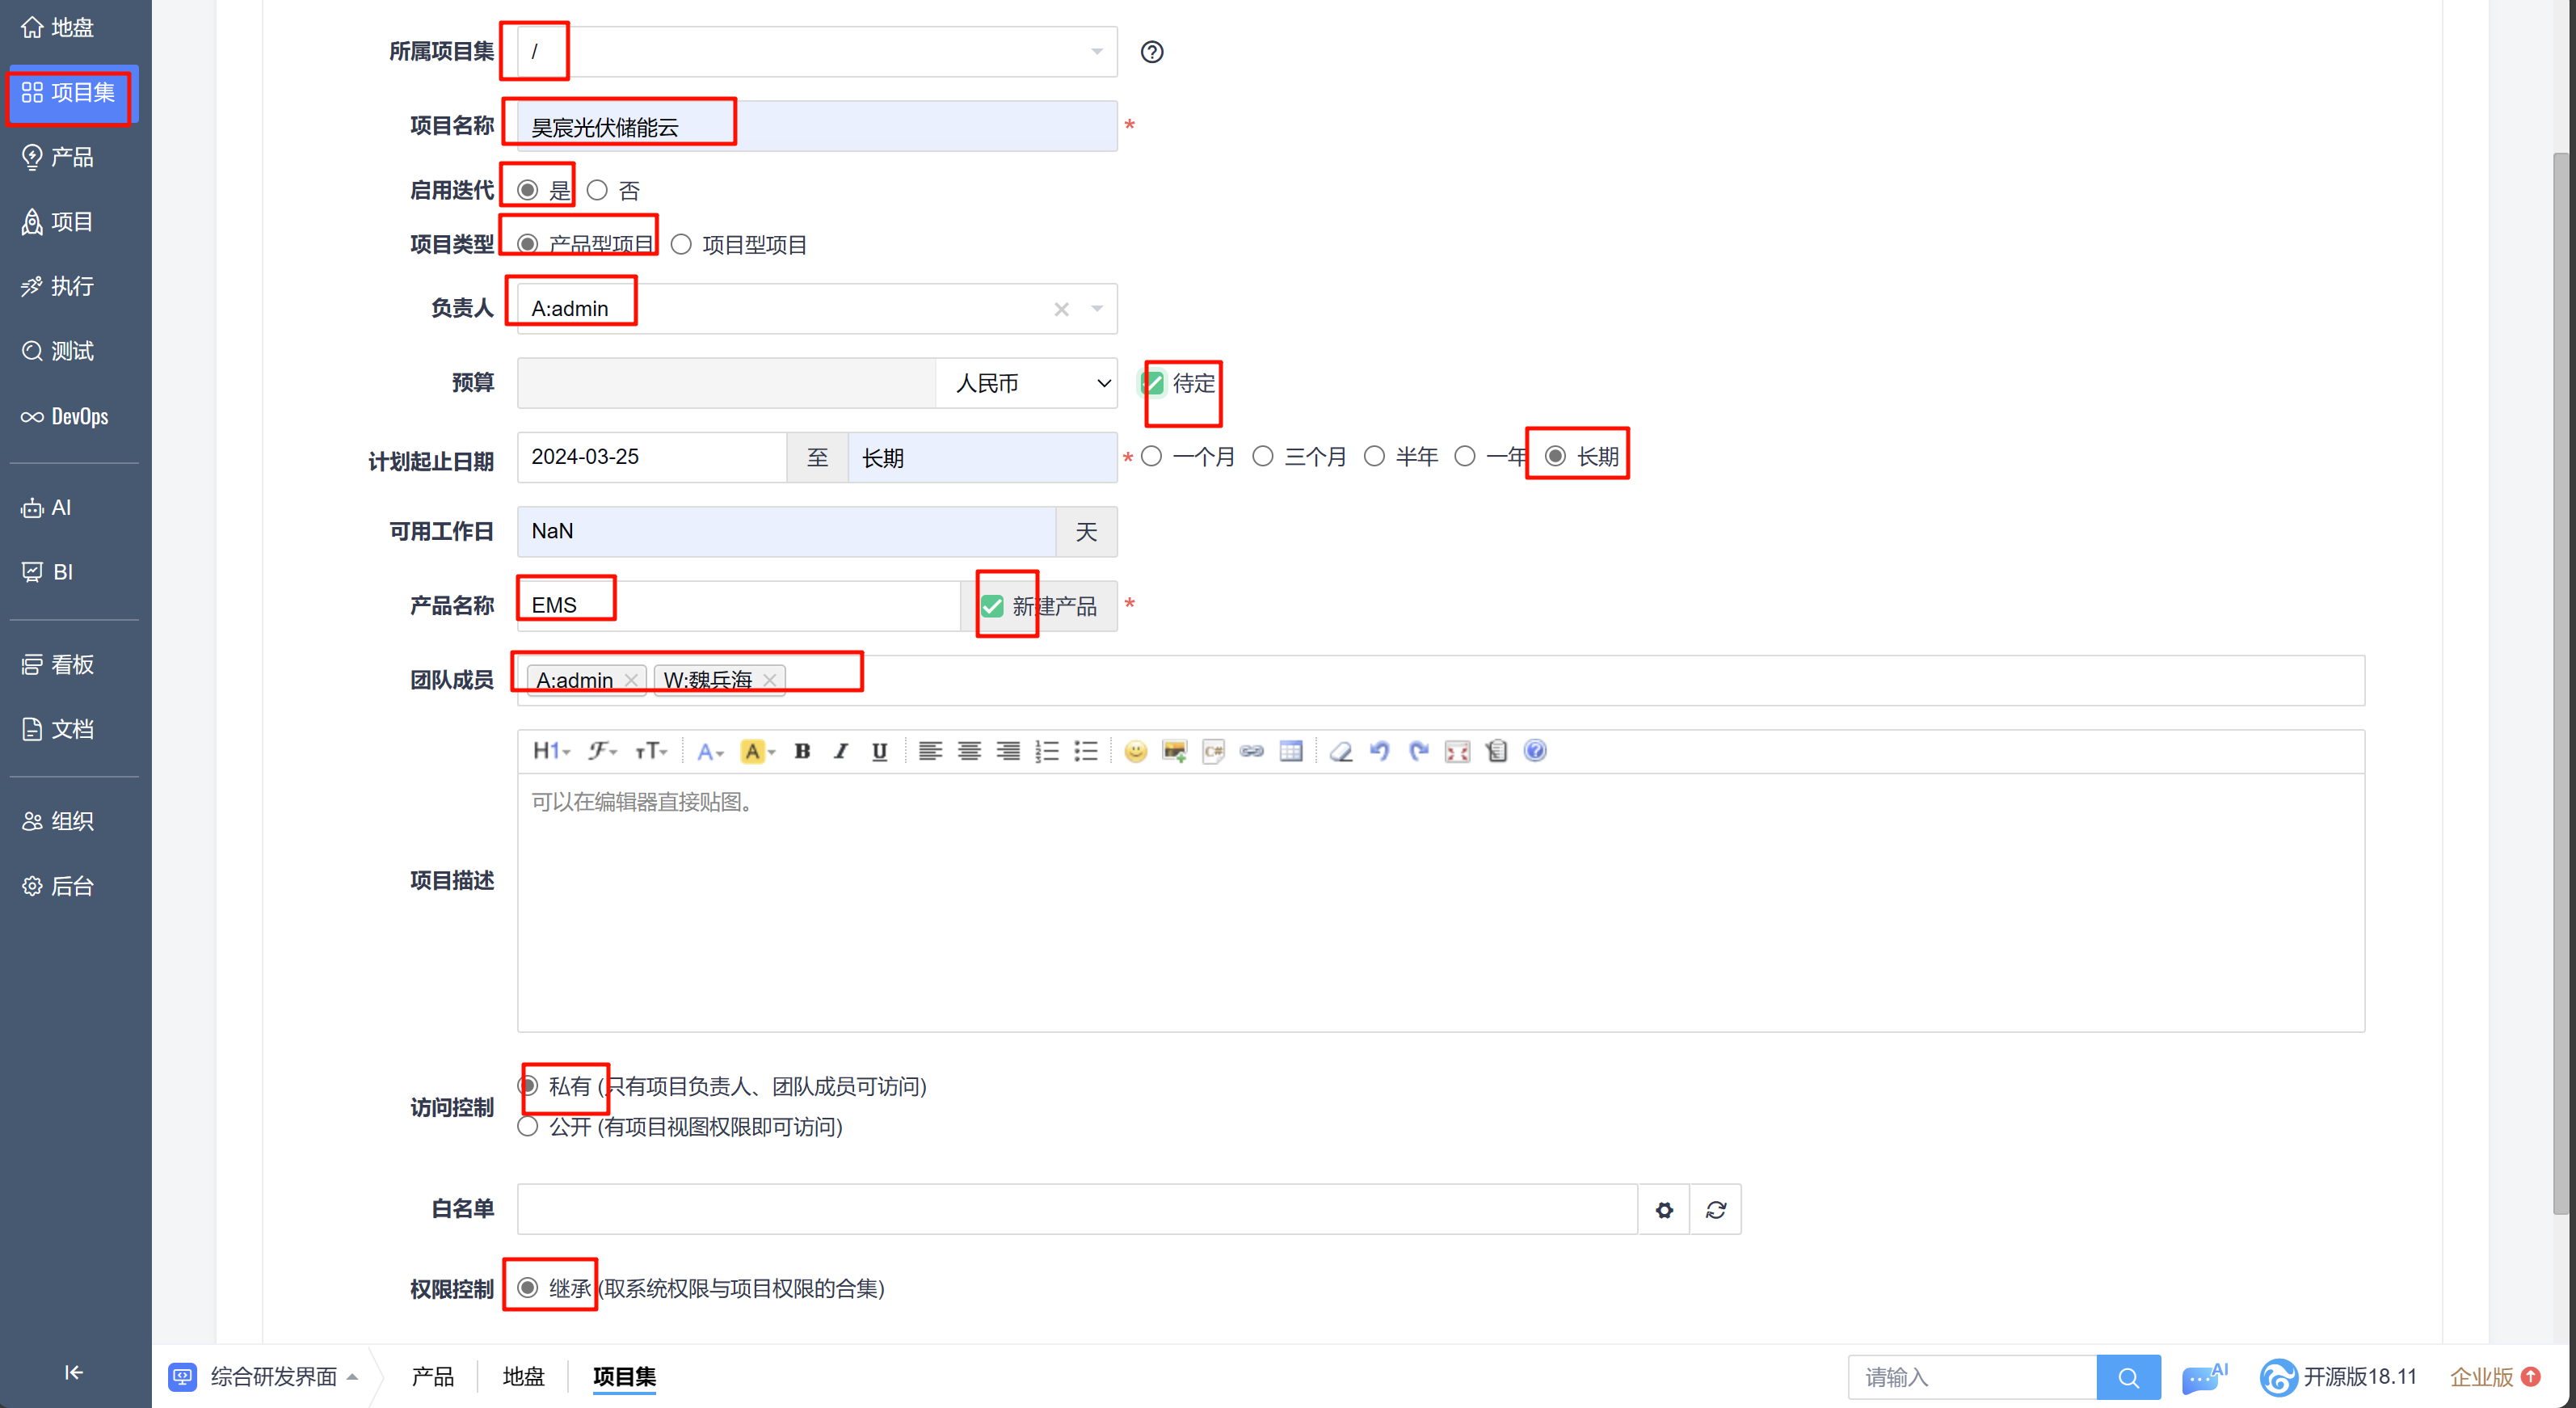 地盘
项目集
产品
项目
执行
测试
DevOps
AI
BI
看板
文档
组织
后台
所属项目集 /
项目名称 昊宸光伏储能云 *
启用迭代 是 否
项目类型 产品型项目 项目型项目
负责人 A:admin
预算 人民币 待定
计划起止日期 2024-03-25 至 长期 * 一个月 三个月 半年 一年 长期
可用工作日 NaN 天
产品名称 EMS 新建产品 *
团队成员 A:admin W:魏兵海
H1 F TT A A B I U
可以在编辑器直接贴图。
项目描述
访问控制
私有 (只有项目负责人、团队成员可访问)
公开 (有项目视图权限即可访问)
白名单
权限控制 继承 (取系统权限与项目权限的合集)
综合研发界面 产品 地盘 项目集 请输入 AI 开源版18.11 企业版